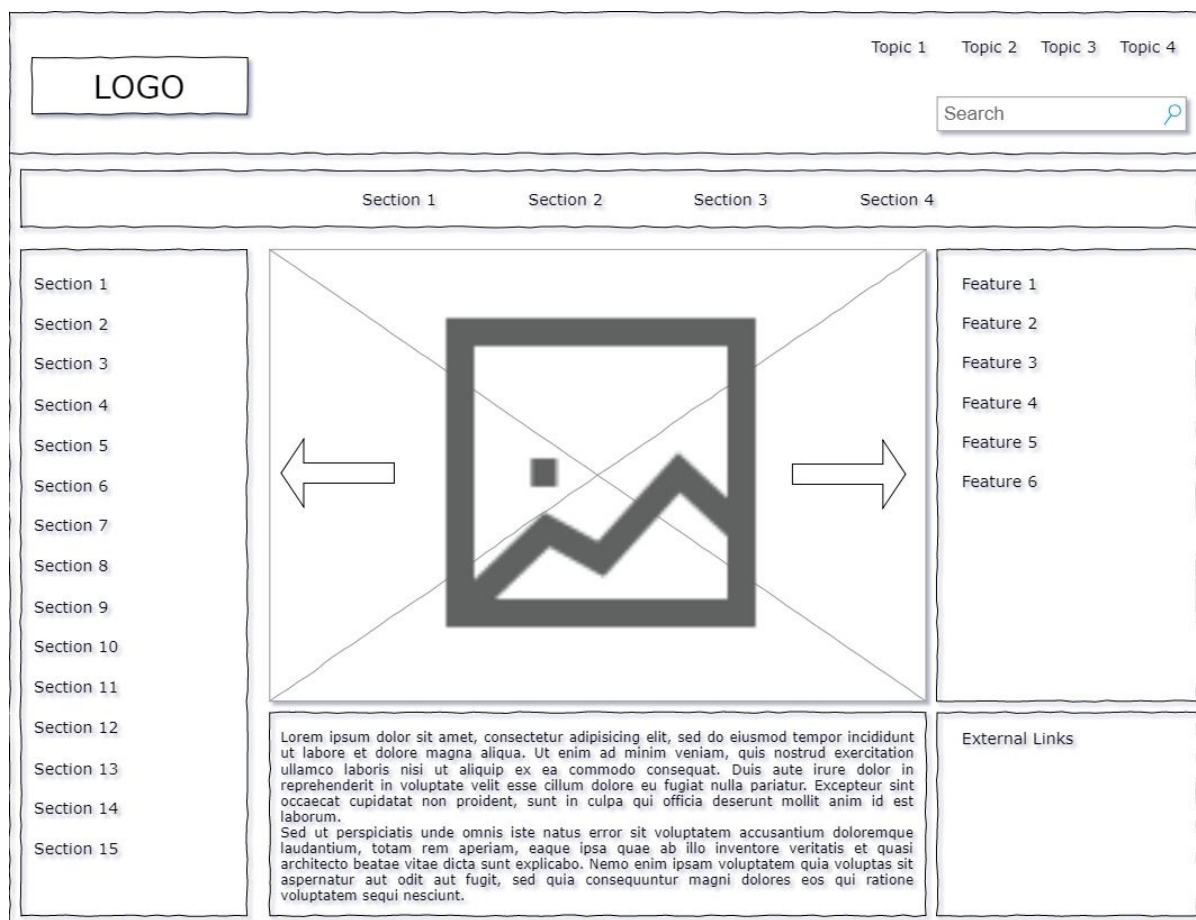 LOGO
Topic 1 Topic 2 Topic 3 Topic 4
Search
Section 1 Section 2 Section 3 Section 4
Section 1
Section 2
Section 3
Section 4
Section 5
Section 6
Section 7
Section 8
Section 9
Section 10
Section 11
Section 12
Section 13
Section 14
Section 15
Lorem ipsum dolor sit amet, consectetur adipisicing elit, sed do eiusmod tempor incididunt
ut labore et dolore magna aliqua. Ut enim ad minim veniam, quis nostrud exercitation
ullamco laboris nisi ut aliquip ex ea commodo consequat. Duis aute irure dolor in
reprehenderit in voluptate velit esse cillum dolore eu fugiat nulla pariatur. Excepteur sint
occaecat cupidatat non proident, sunt in culpa qui officia deserunt mollit anim id est
laborum.
Sed ut perspiciatis unde omnis iste natus error sit voluptatem accusantium doloremque
laudantium, totam rem aperiam, eaque ipsa quae ab illo inventore veritatis et quasi
architecto beatae vitae dicta sunt explicabo. Nemo enim ipsam voluptatem quia voluptas sit
aspernatur aut odit aut fugit, sed quia consequuntur magni dolores eos qui ratione
voluptatem sequi nesciunt.
Feature 1
Feature 2
Feature 3
Feature 4
Feature 5
Feature 6
External Links